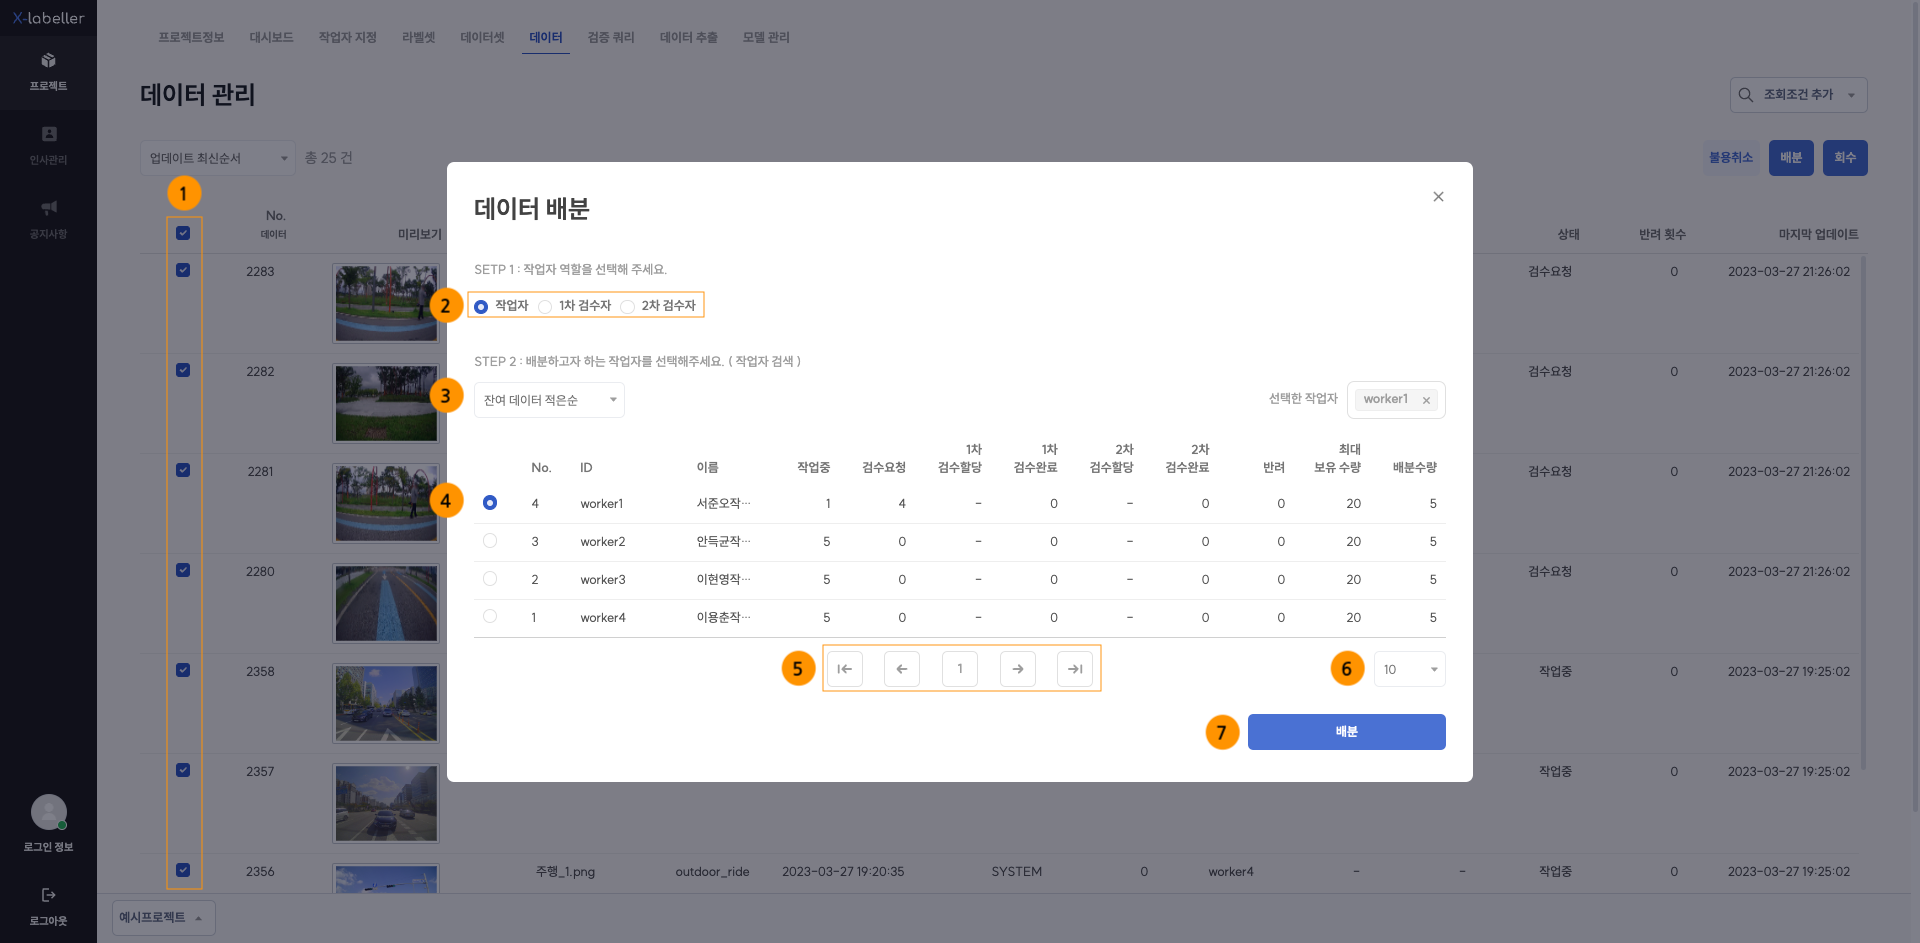 X-labeller
프로젝트
인사관리
공지사항
로그인 정보
로그아웃
프로젝트정보 대시보드 작업자 지정 라벨셋 데이터셋 데이터 검증 쿼리 데이터 추출 모델 관리
데이터 관리
조회조건 추가
업데이트 최신순서 총 25 건
불용취소 배분 회수
1
No.
데이터 미리보기 상태 반려 횟수 마지막 업데이트
2283 검수요청 0 2023-03-27 21:26:02
2282 검수요청 0 2023-03-27 21:26:02
2281 검수요청 0 2023-03-27 21:26:02
2280 검수요청 0 2023-03-27 21:26:02
2358 작업중 0 2023-03-27 19:25:02
2357 작업중 0 2023-03-27 19:25:02
2356 주행_1.png outdoor_ride 2023-03-27 19:20:35 SYSTEM 0 worker4 - - 작업중 0 2023-03-27 19:25:02
예시프로젝트
데이터 배분
SETP 1 : 작업자 역할을 선택해 주세요.
2 작업자 1차 검수자 2차 검수자
STEP 2 : 배분하고자 하는 작업자를 선택해주세요. ( 작업자 검색 )
3 잔여 데이터 적은순 선택한 작업자 worker1 ×
1차 1차 2차 2차 최대
No. ID 이름 작업중 검수요청 검수할당 검수완료 검수할당 검수완료 반려 보유 수량 배분수량
4 4 worker1 서준오작… 1 4 - 0 - 0 0 20 5
3 worker2 안득균작… 5 0 - 0 - 0 0 20 5
2 worker3 이현영작… 5 0 - 0 - 0 0 20 5
1 worker4 이용춘작… 5 0 - 0 - 0 0 20 5
5 1 6 10
7 배분